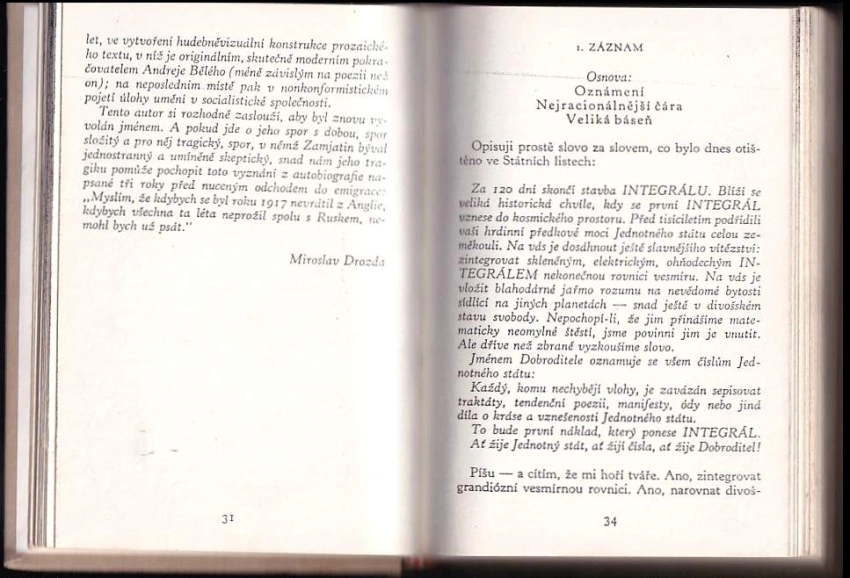 let, ve vytvoření hudebněvizuální konstrukce prozaické-
ho textu, v níž je originálním, skutečně moderním pokra-
čovatelem Andreje Bělého (méně závislým na poezii než
on); na neposledním místě pak v nonkonformistickém
pojetí úlohy umění v socialistické společnosti.
Tento autor si rozhodně zaslouží, aby byl znovu vy-
volán jménem. A pokud jde o jeho spor s dobou, spor
složitý a pro něj tragický, spor, v němž Zamjatin býval
jednostranný a umíněně skeptický, snad nám jeho tra-
giku pomůže pochopit toto vyznání z autobiografie na-
psané tři roky před nuceným odchodem do emigrace:
„Myslím, že kdybych se byl roku 1917 nevrátil z Anglie,
kdybych všechna ta léta neprožil spolu s Ruskem, ne-
mohl bych už psát.“
Miroslav Drozda
31
1. ZÁZNAM
Osnova:
Oznámení
Nejracionálnější čára
Veliká báseň
Opisuji prostě slovo za slovem, co bylo dnes otiš-
těno ve Státních listech:
Za 120 dní skončí stavba INTEGRÁLU. Blíží se
veliká historická chvíle, kdy se první INTEGRÁL
vznese do kosmického prostoru. Před tisíciletím podřídili
vaši hrdinní předkové moci Jednotného státu celou ze-
měkouli. Na vás je dosáhnout ještě slavnějšího vítězství:
zintegrovat skleněným, elektrickým, ohňodechým IN-
TEGRÁLEM nekonečnou rovnici vesmíru. Na vás je
vložit blahodárné jařmo rozumu na nevědomé bytosti
sídlící na jiných planetách — snad ještě v divošském
stavu svobody. Nepochopí-li, že jim přinášíme mate-
maticky neomylné štěstí, jsme povinni jim je vnutit.
Ale dříve než zbraně vyzkoušíme slovo.
Jménem Dobroditele oznamuje se všem číslům Jed-
notného státu:
Každý, komu nechybějí vlohy, je zavázán sepisovat
traktáty, tendenční poezii, manifesty, ódy nebo jiná
díla o kráse a vznešenosti Jednotného státu.
To bude první náklad, který ponese INTEGRÁL.
Ať žije Jednotný stát, ať žijí čísla, ať žije Dobroditel!
Píšu — a cítím, že mi hoří tváře. Ano, zintegrovat
grandiózní vesmírnou rovnici. Ano, narovnat divoš-
34